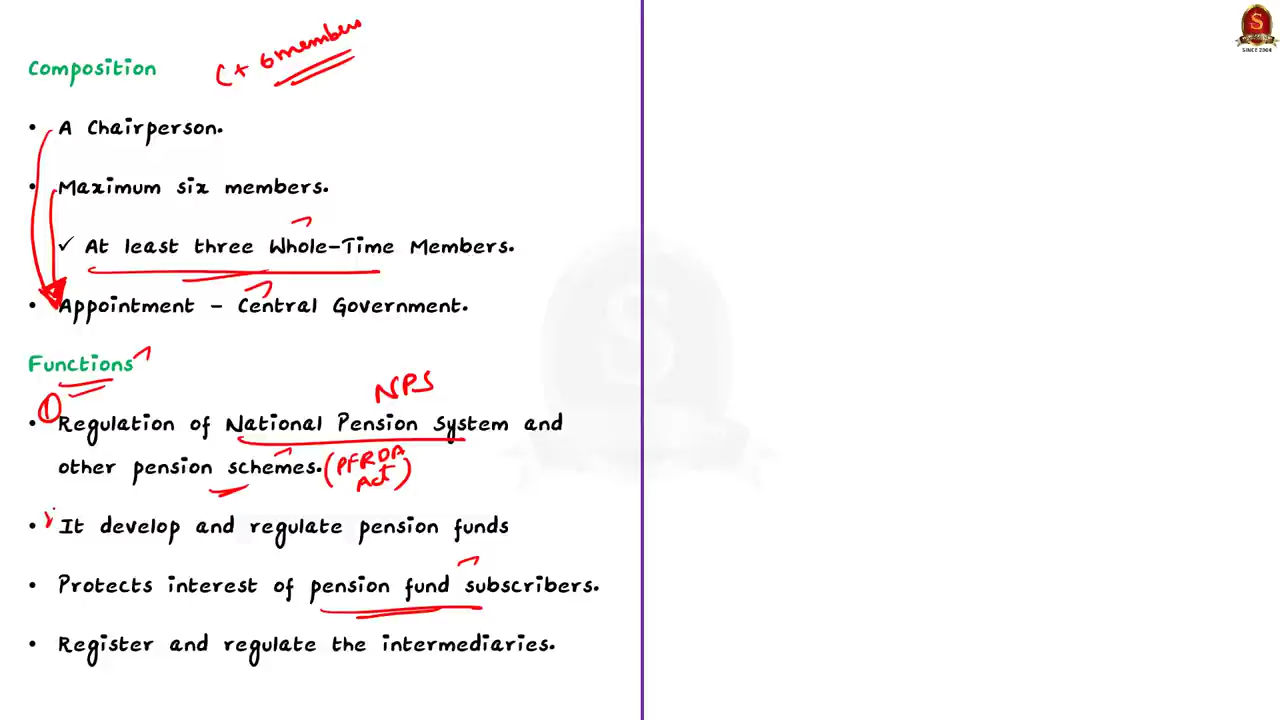 Composition
C + 6 members
• A Chairperson.
• Maximum six members.
✓ At least three Whole-Time Members.
• Appointment – Central Government.
Functions
NPS
①
• Regulation of National Pension System and
other pension schemes. (PFRDA
Act)
• It develop and regulate pension funds
• Protects interest of pension fund subscribers.
• Register and regulate the intermediaries.
S
SINCE 2004